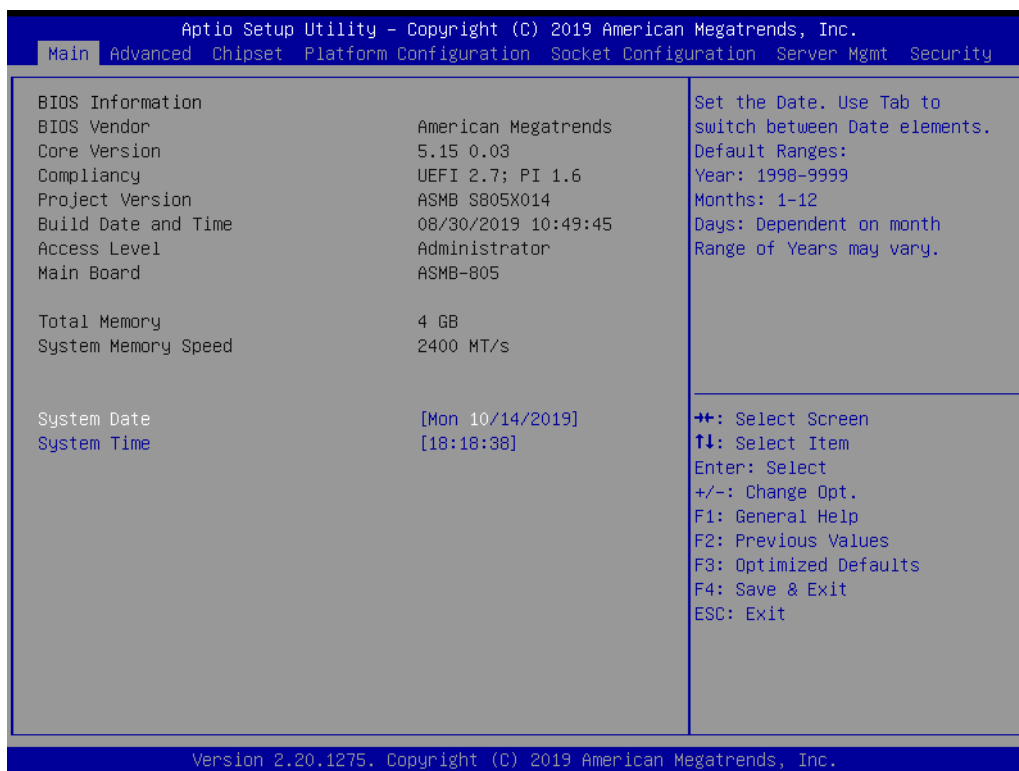 Aptio Setup Utility – Copyright (C) 2019 American Megatrends, Inc.
Main Advanced Chipset Platform Configuration Socket Configuration Server Mgmt Security
BIOS Information
BIOS Vendor American Megatrends
Core Version 5.15 0.03
Compliancy UEFI 2.7; PI 1.6
Project Version ASMB S805X014
Build Date and Time 08/30/2019 10:49:45
Access Level Administrator
Main Board ASMB-805
Total Memory 4 GB
System Memory Speed 2400 MT/s
System Date [Mon 10/14/2019]
System Time [18:18:38]
Set the Date. Use Tab to
switch between Date elements.
Default Ranges:
Year: 1998-9999
Months: 1-12
Days: Dependent on month
Range of Years may vary.
→←: Select Screen
↑↓: Select Item
Enter: Select
+/-: Change Opt.
F1: General Help
F2: Previous Values
F3: Optimized Defaults
F4: Save & Exit
ESC: Exit
Version 2.20.1275. Copyright (C) 2019 American Megatrends, Inc.